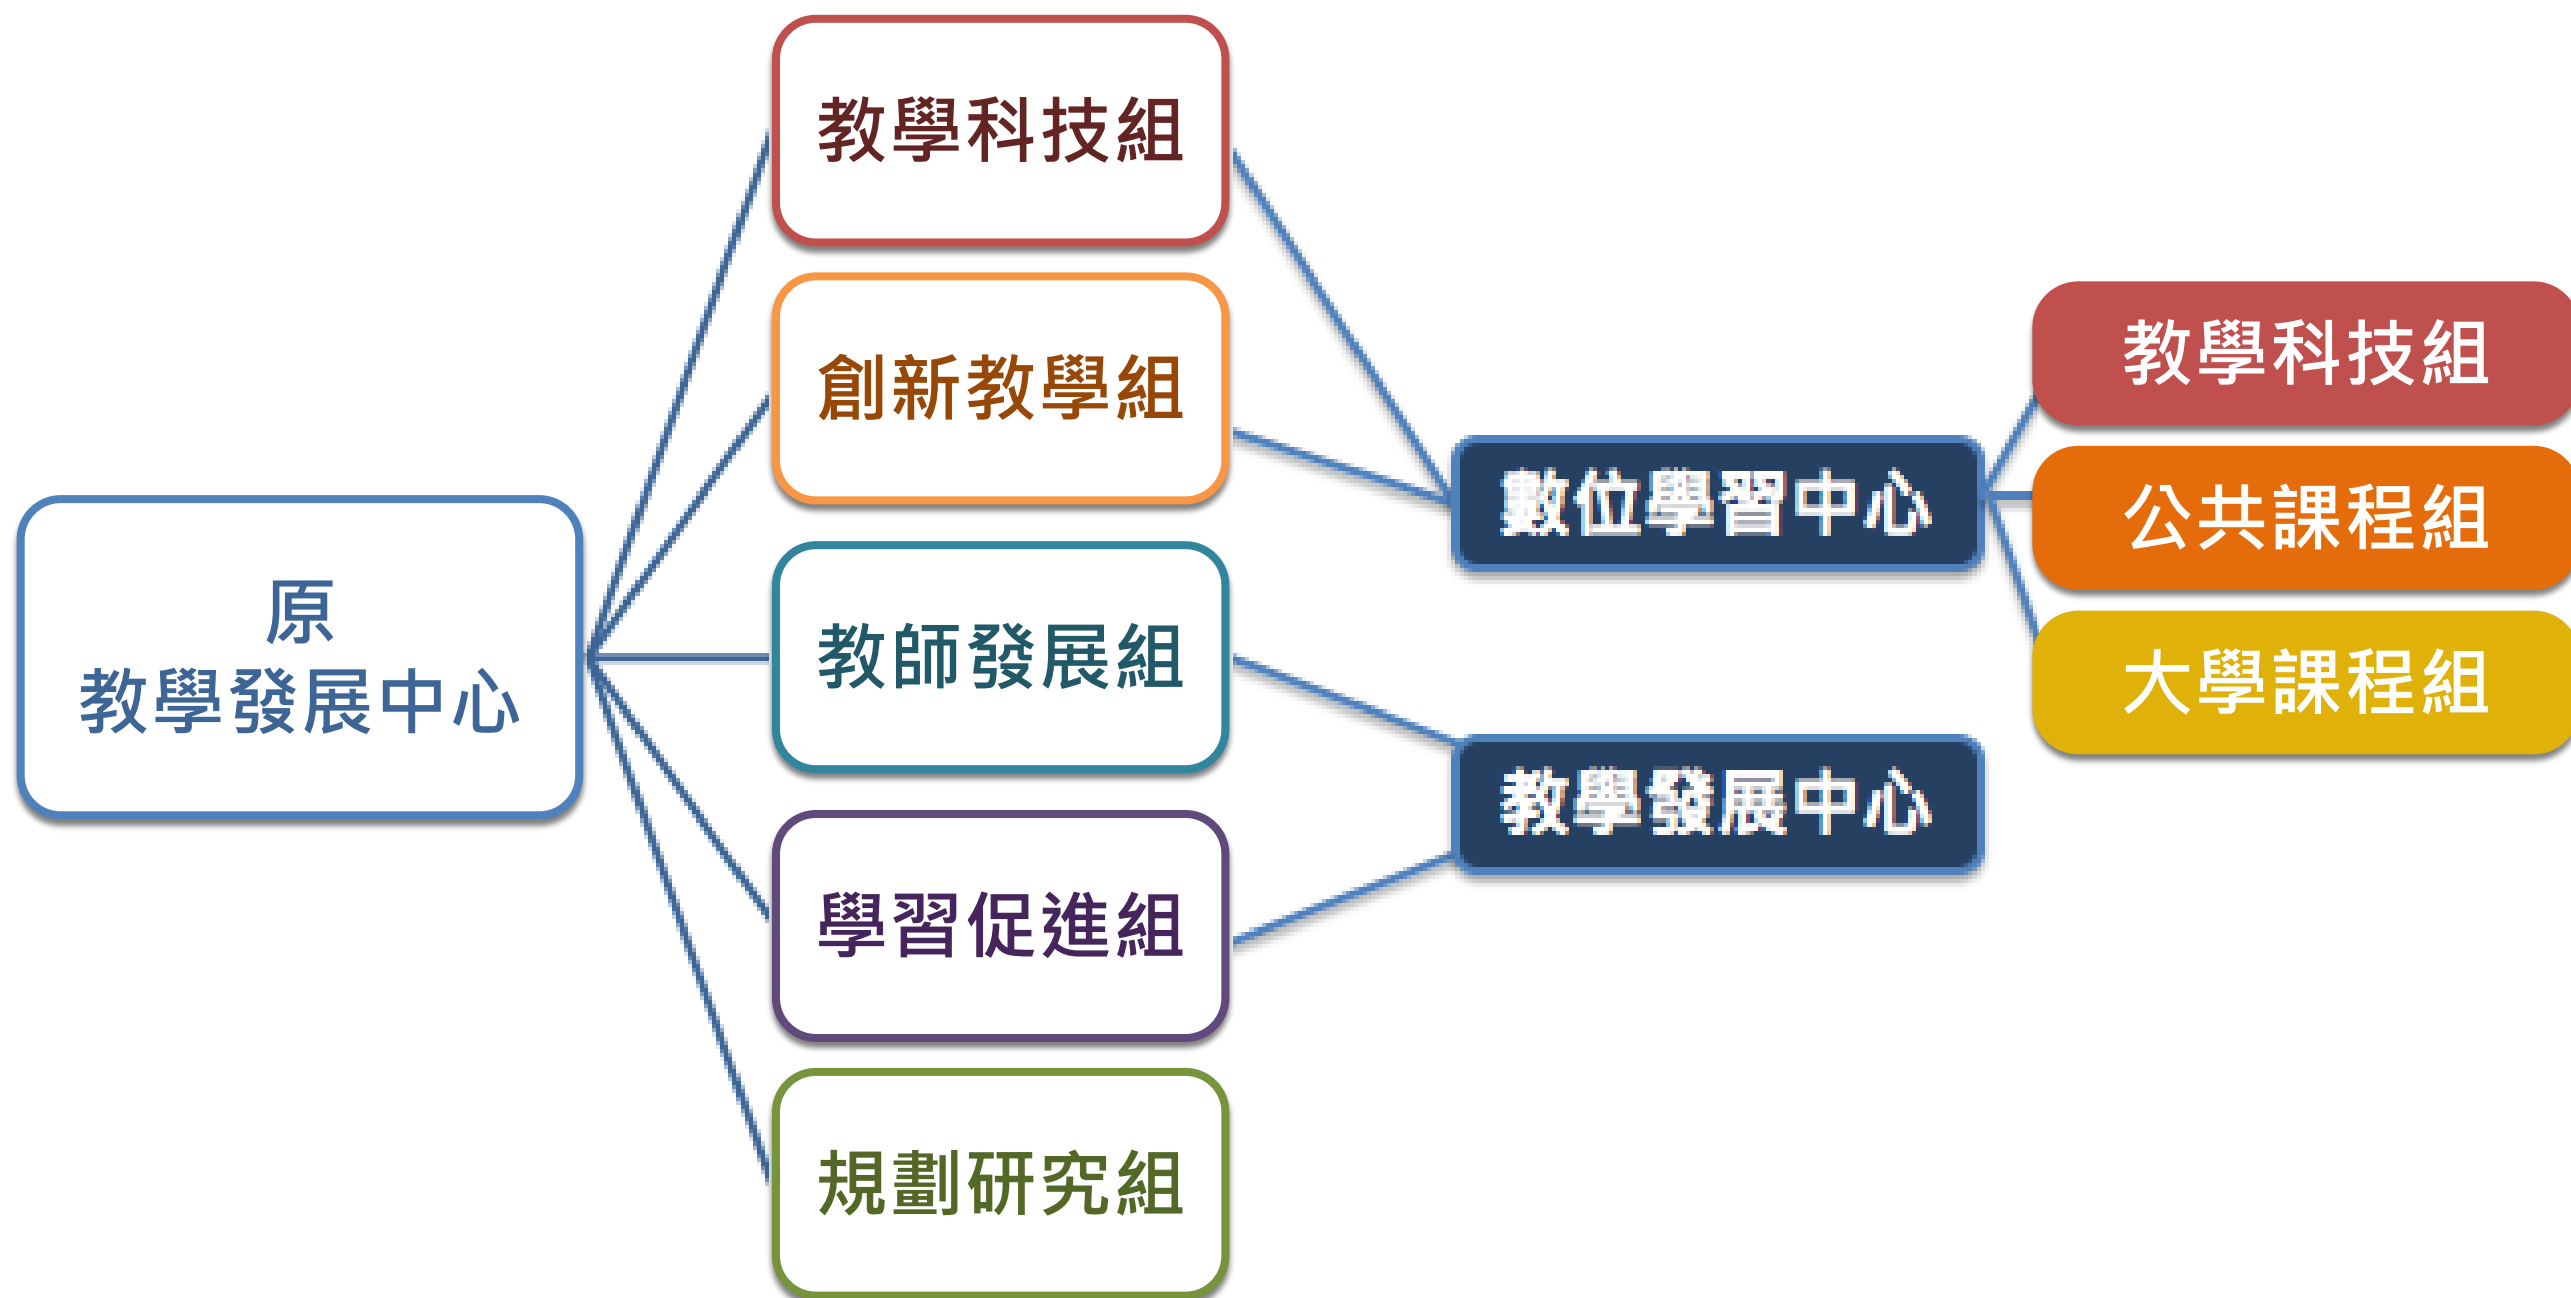 原
教學發展中心
教學科技組
創新教學組
教師發展組
學習促進組
規劃研究組
數位學習中心
教學發展中心
教學科技組
公共課程組
大學課程組